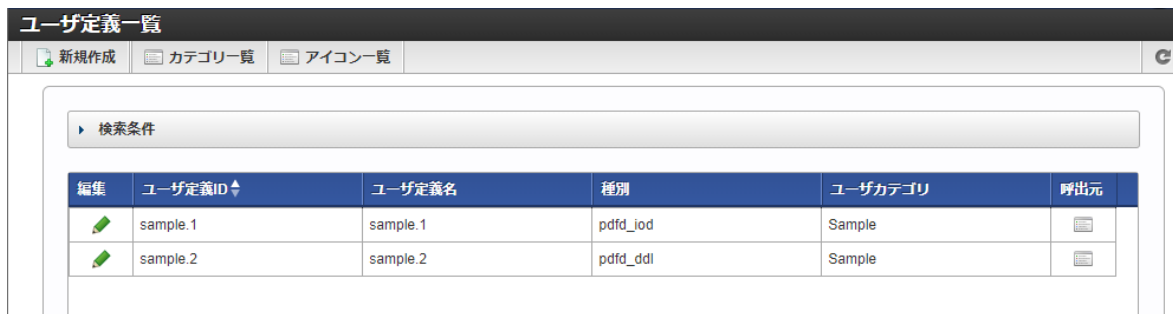 ユーザ定義一覧
新規作成 カテゴリ一覧 アイコン一覧
検索条件
編集 ユーザ定義ID ユーザ定義名 種別 ユーザカテゴリ 呼出元
sample.1 sample.1 pdfd_iod Sample
sample.2 sample.2 pdfd_ddl Sample